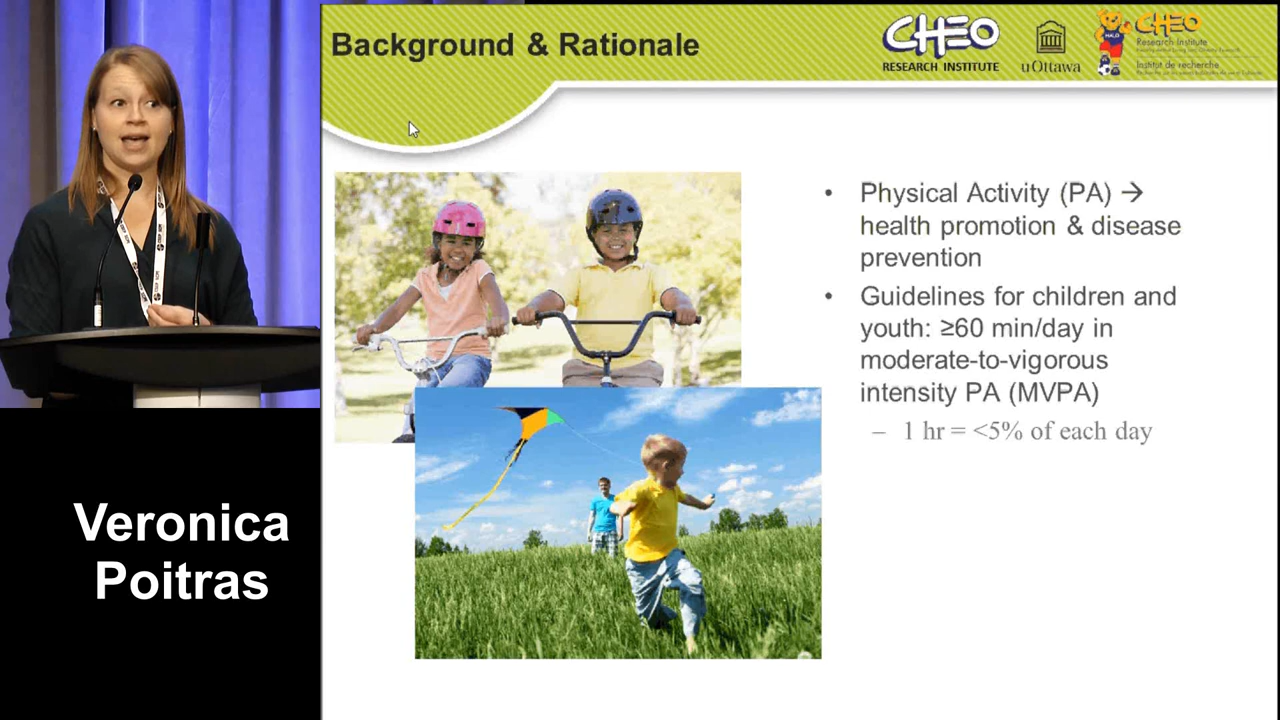 Background & Rationale
CHEO
RESEARCH INSTITUTE
uOttawa
CHEO
Research Institute
Institut de recherche
HALO
• Physical Activity (PA) →
health promotion & disease
prevention
• Guidelines for children and
youth: ≥60 min/day in
moderate-to-vigorous
intensity PA (MVPA)
– 1 hr = <5% of each day
Veronica
Poitras